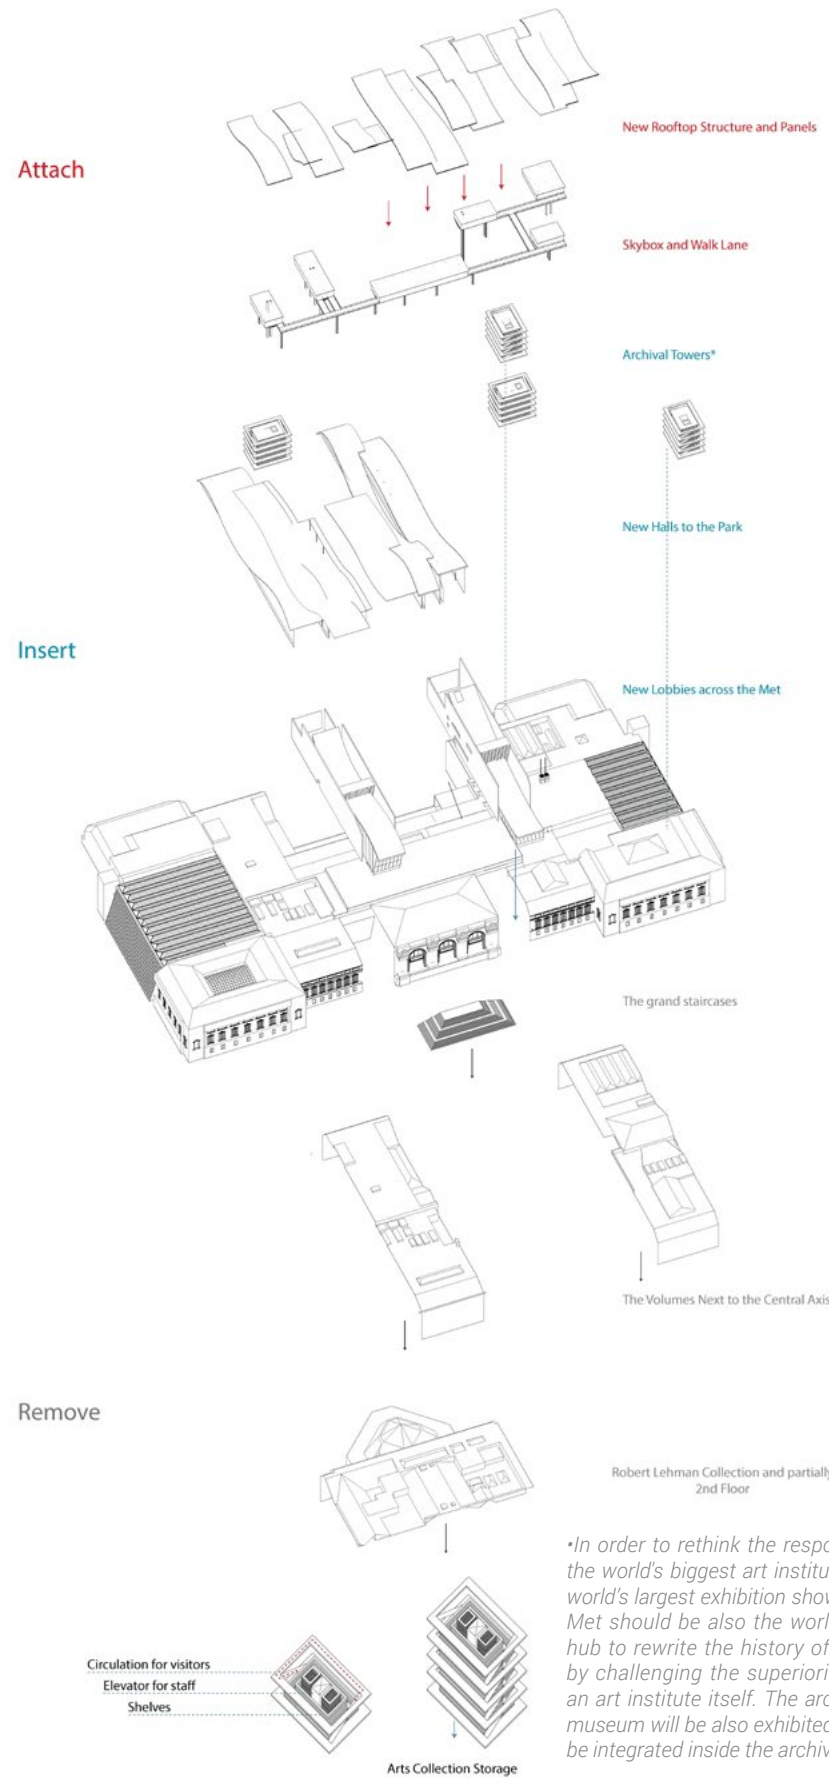 New Rooftop Structure and Panels
Attach
Skybox and Walk Lane
Archival Towers*
New Halls to the Park
Insert
New Lobbies across the Met
The grand staircases
The Volumes Next to the Central Axis
Remove
Robert Lehman Collection and partially
2nd Floor
•In order to rethink the respo
the world's biggest art institu
world's largest exhibition show
Met should be also the worl
hub to rewrite the history of
by challenging the superiori
an art institute itself. The arc
museum will be also exhibited
be integrated inside the archiv
Circulation for visitors
Elevator for staff
Shelves
Arts Collection Storage